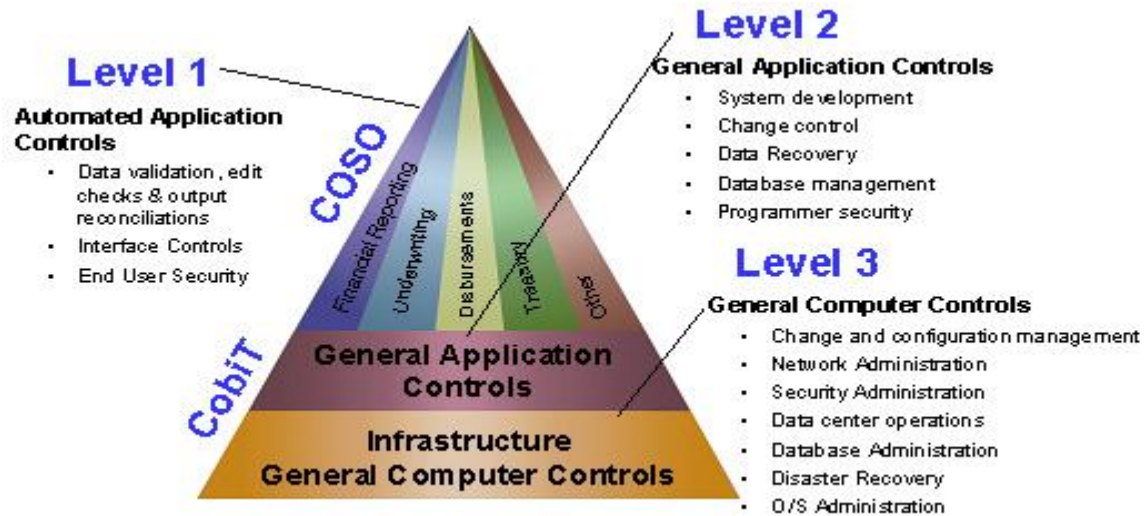 Level 1
Automated Application
Controls
• Data validation, edit
checks & output
reconciliations
• Interface Controls
• End User Security
COSO
CobiT
Financial Reporting
Underwriting
Disbursements
Treasury
Other
General Application
Controls
Infrastructure
General Computer Controls
Level 2
General Application Controls
• System development
• Change control
• Data Recovery
• Database management
• Programmer security
Level 3
General Computer Controls
• Change and configuration management
• Network Administration
• Security Administration
• Data center operations
• Database Administration
• Disaster Recovery
• O/S Administration